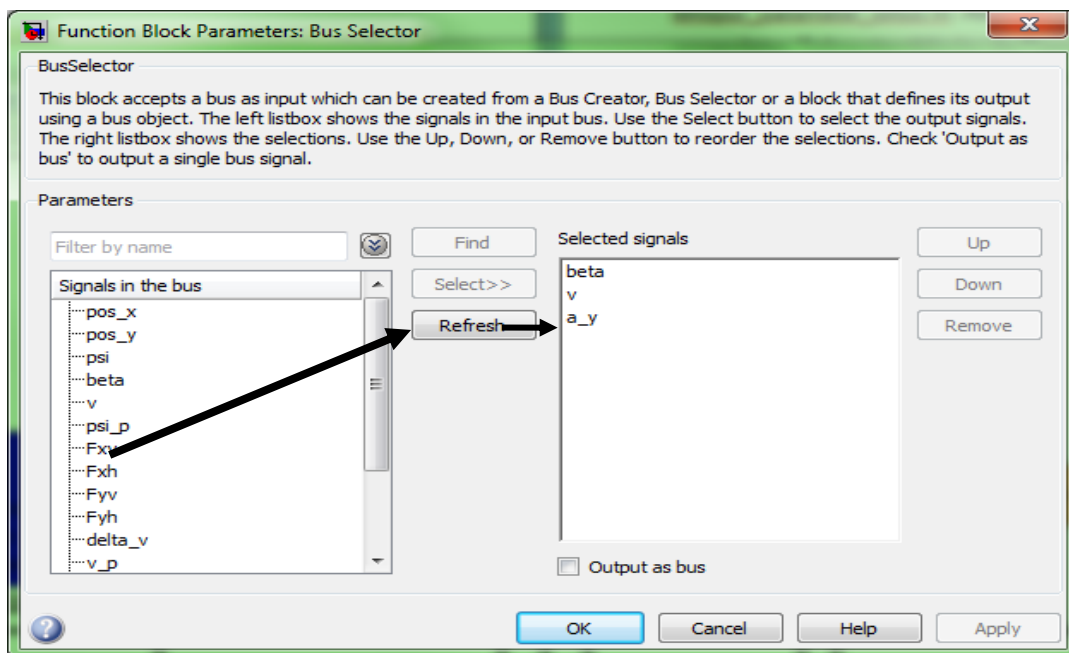 Function Block Parameters: Bus Selector
BusSelector
This block accepts a bus as input which can be created from a Bus Creator, Bus Selector or a block that defines its output
using a bus object. The left listbox shows the signals in the input bus. Use the Select button to select the output signals.
The right listbox shows the selections. Use the Up, Down, or Remove button to reorder the selections. Check 'Output as
bus' to output a single bus signal.
Parameters
Filter by name
Find
Select>>
Refresh
Signals in the bus
pos_x
pos_y
psi
beta
v
psi_p
Fxv
Fxh
Fyv
Fyh
delta_v
v_p
Selected signals
beta
v
a_y
Output as bus
Up
Down
Remove
OK
Cancel
Help
Apply